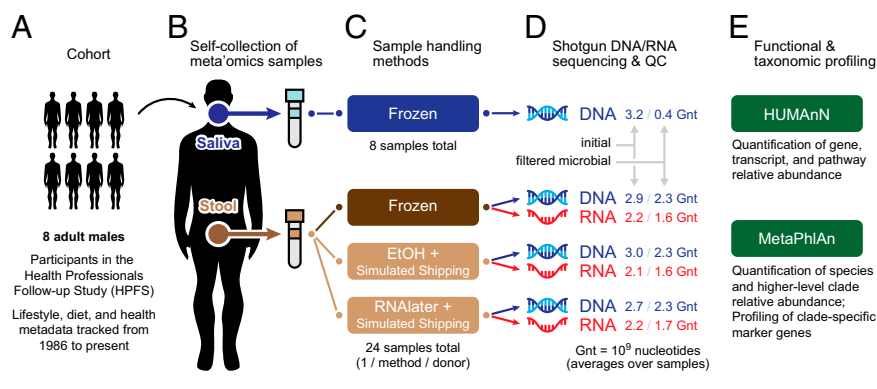 A
Cohort
8 adult males
Participants in the
Health Professionals
Follow-up Study (HPFS)
Lifestyle, diet, and health
metadata tracked from
1986 to present
B
Self-collection of
meta'omics samples
Saliva
Stool
C
Sample handling
methods
Frozen
8 samples total
Frozen
EtOH +
Simulated Shipping
RNAlater +
Simulated Shipping
24 samples total
(1 / method / donor)
D
Shotgun DNA/RNA
sequencing & QC
DNA 3.2 / 0.4 Gnt
initial
filtered microbial
DNA 2.9 / 2.3 Gnt
RNA 2.2 / 1.6 Gnt
DNA 3.0 / 2.3 Gnt
RNA 2.1 / 1.6 Gnt
DNA 2.7 / 2.3 Gnt
RNA 2.2 / 1.7 Gnt
Gnt = 10⁹ nucleotides
(averages over samples)
E
Functional &
taxonomic profiling
HUMAnN
Quantification of gene,
transcript, and pathway
relative abundance
MetaPhlAn
Quantification of species
and higher-level clade
relative abundance;
Profiling of clade-specific
marker genes